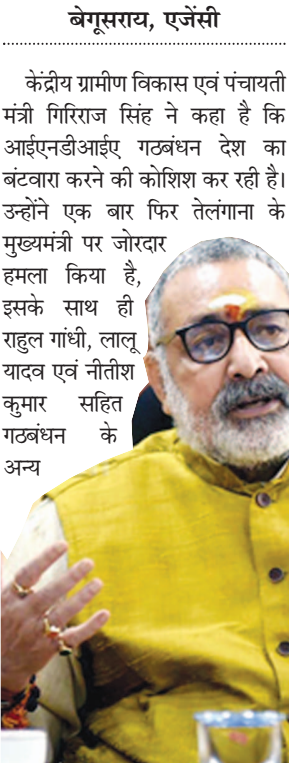 बेगूसराय, एजेंसी
केंद्रीय ग्रामीण विकास एवं पंचायती
मंत्री गिरिराज सिंह ने कहा है कि
आईएनडीआईए गठबंधन देश का
बंटवारा करने की कोशिश कर रही है।
उन्होंने एक बार फिर तेलंगाना के
मुख्यमंत्री पर जोरदार
हमला किया है,
इसके साथ ही
राहुल गांधी, लालू
यादव एवं नीतीश
कुमार सहित
गठबंधन के
अन्य